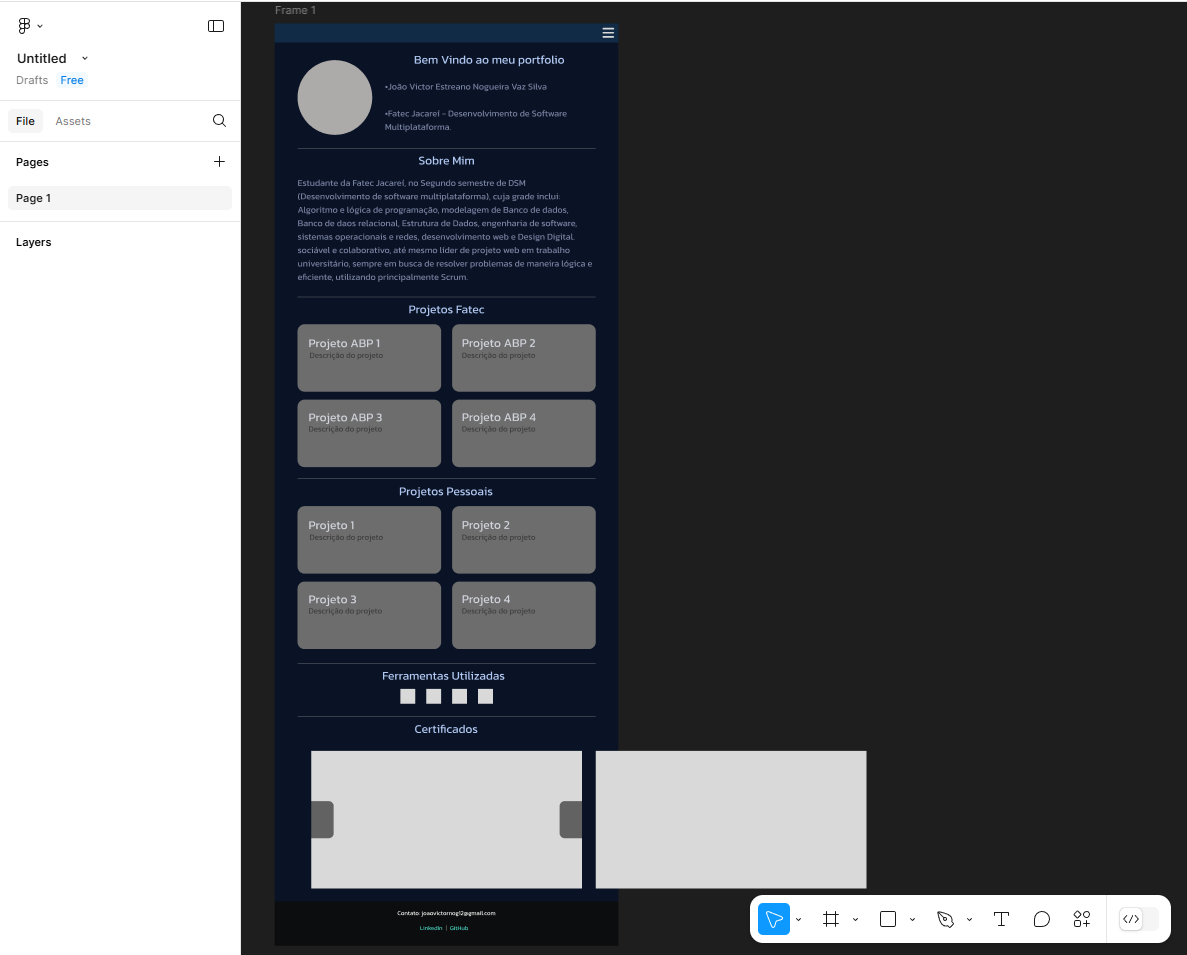 Frame 1
Untitled
Drafts Free
File Assets
Pages
Page 1
Layers
Bem Vindo ao meu portfolio
•João Victor Estreano Nogueira Vaz Silva
•Fatec Jacareí - Desenvolvimento de Software
Multiplataforma.
Sobre Mim
Estudante da Fatec Jacareí, no Segundo semestre de DSM
(Desenvolvimento de software multiplataforma), cuja grade inclui:
Algoritmo e lógica de programação, modelagem de Banco de dados,
Banco de daos relacional, Estrutura de Dados, engenharia de software,
sistemas operacionais e redes, desenvolvimento web e Design Digital.
sociável e colaborativo, até mesmo líder de projeto web em trabalho
universitário, sempre em busca de resolver problemas de maneira lógica e
eficiente, utilizando principalmente Scrum.
Projetos Fatec
Projeto ABP 1
Descrição do projeto
Projeto ABP 2
Descrição do projeto
Projeto ABP 3
Descrição do projeto
Projeto ABP 4
Descrição do projeto
Projetos Pessoais
Projeto 1
Descrição do projeto
Projeto 2
Descrição do projeto
Projeto 3
Descrição do projeto
Projeto 4
Descrição do projeto
Ferramentas Utilizadas
Certificados
Contato: joaovictornog12@gmail.com
LinkedIn | GitHub